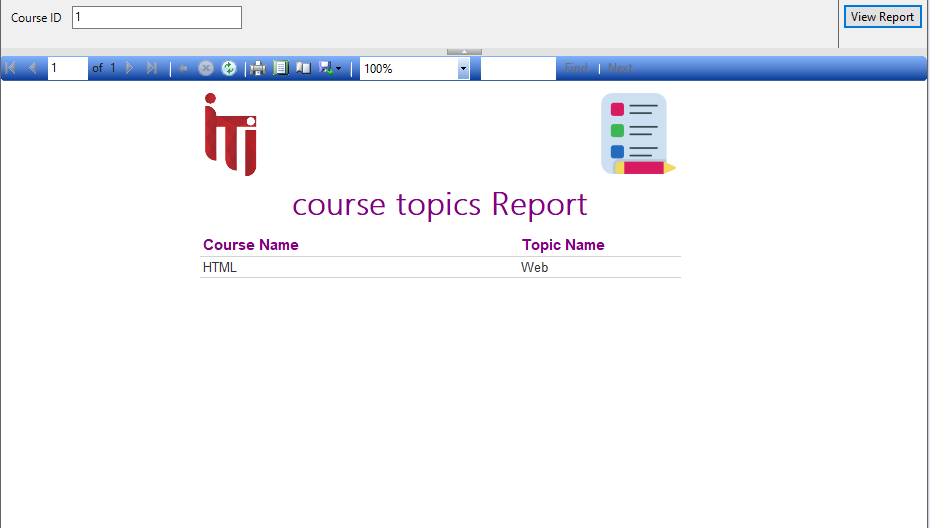 Course ID 1 View Report
1 of 1 100% Find | Next
iTi
course topics Report
Course Name Topic Name
HTML Web